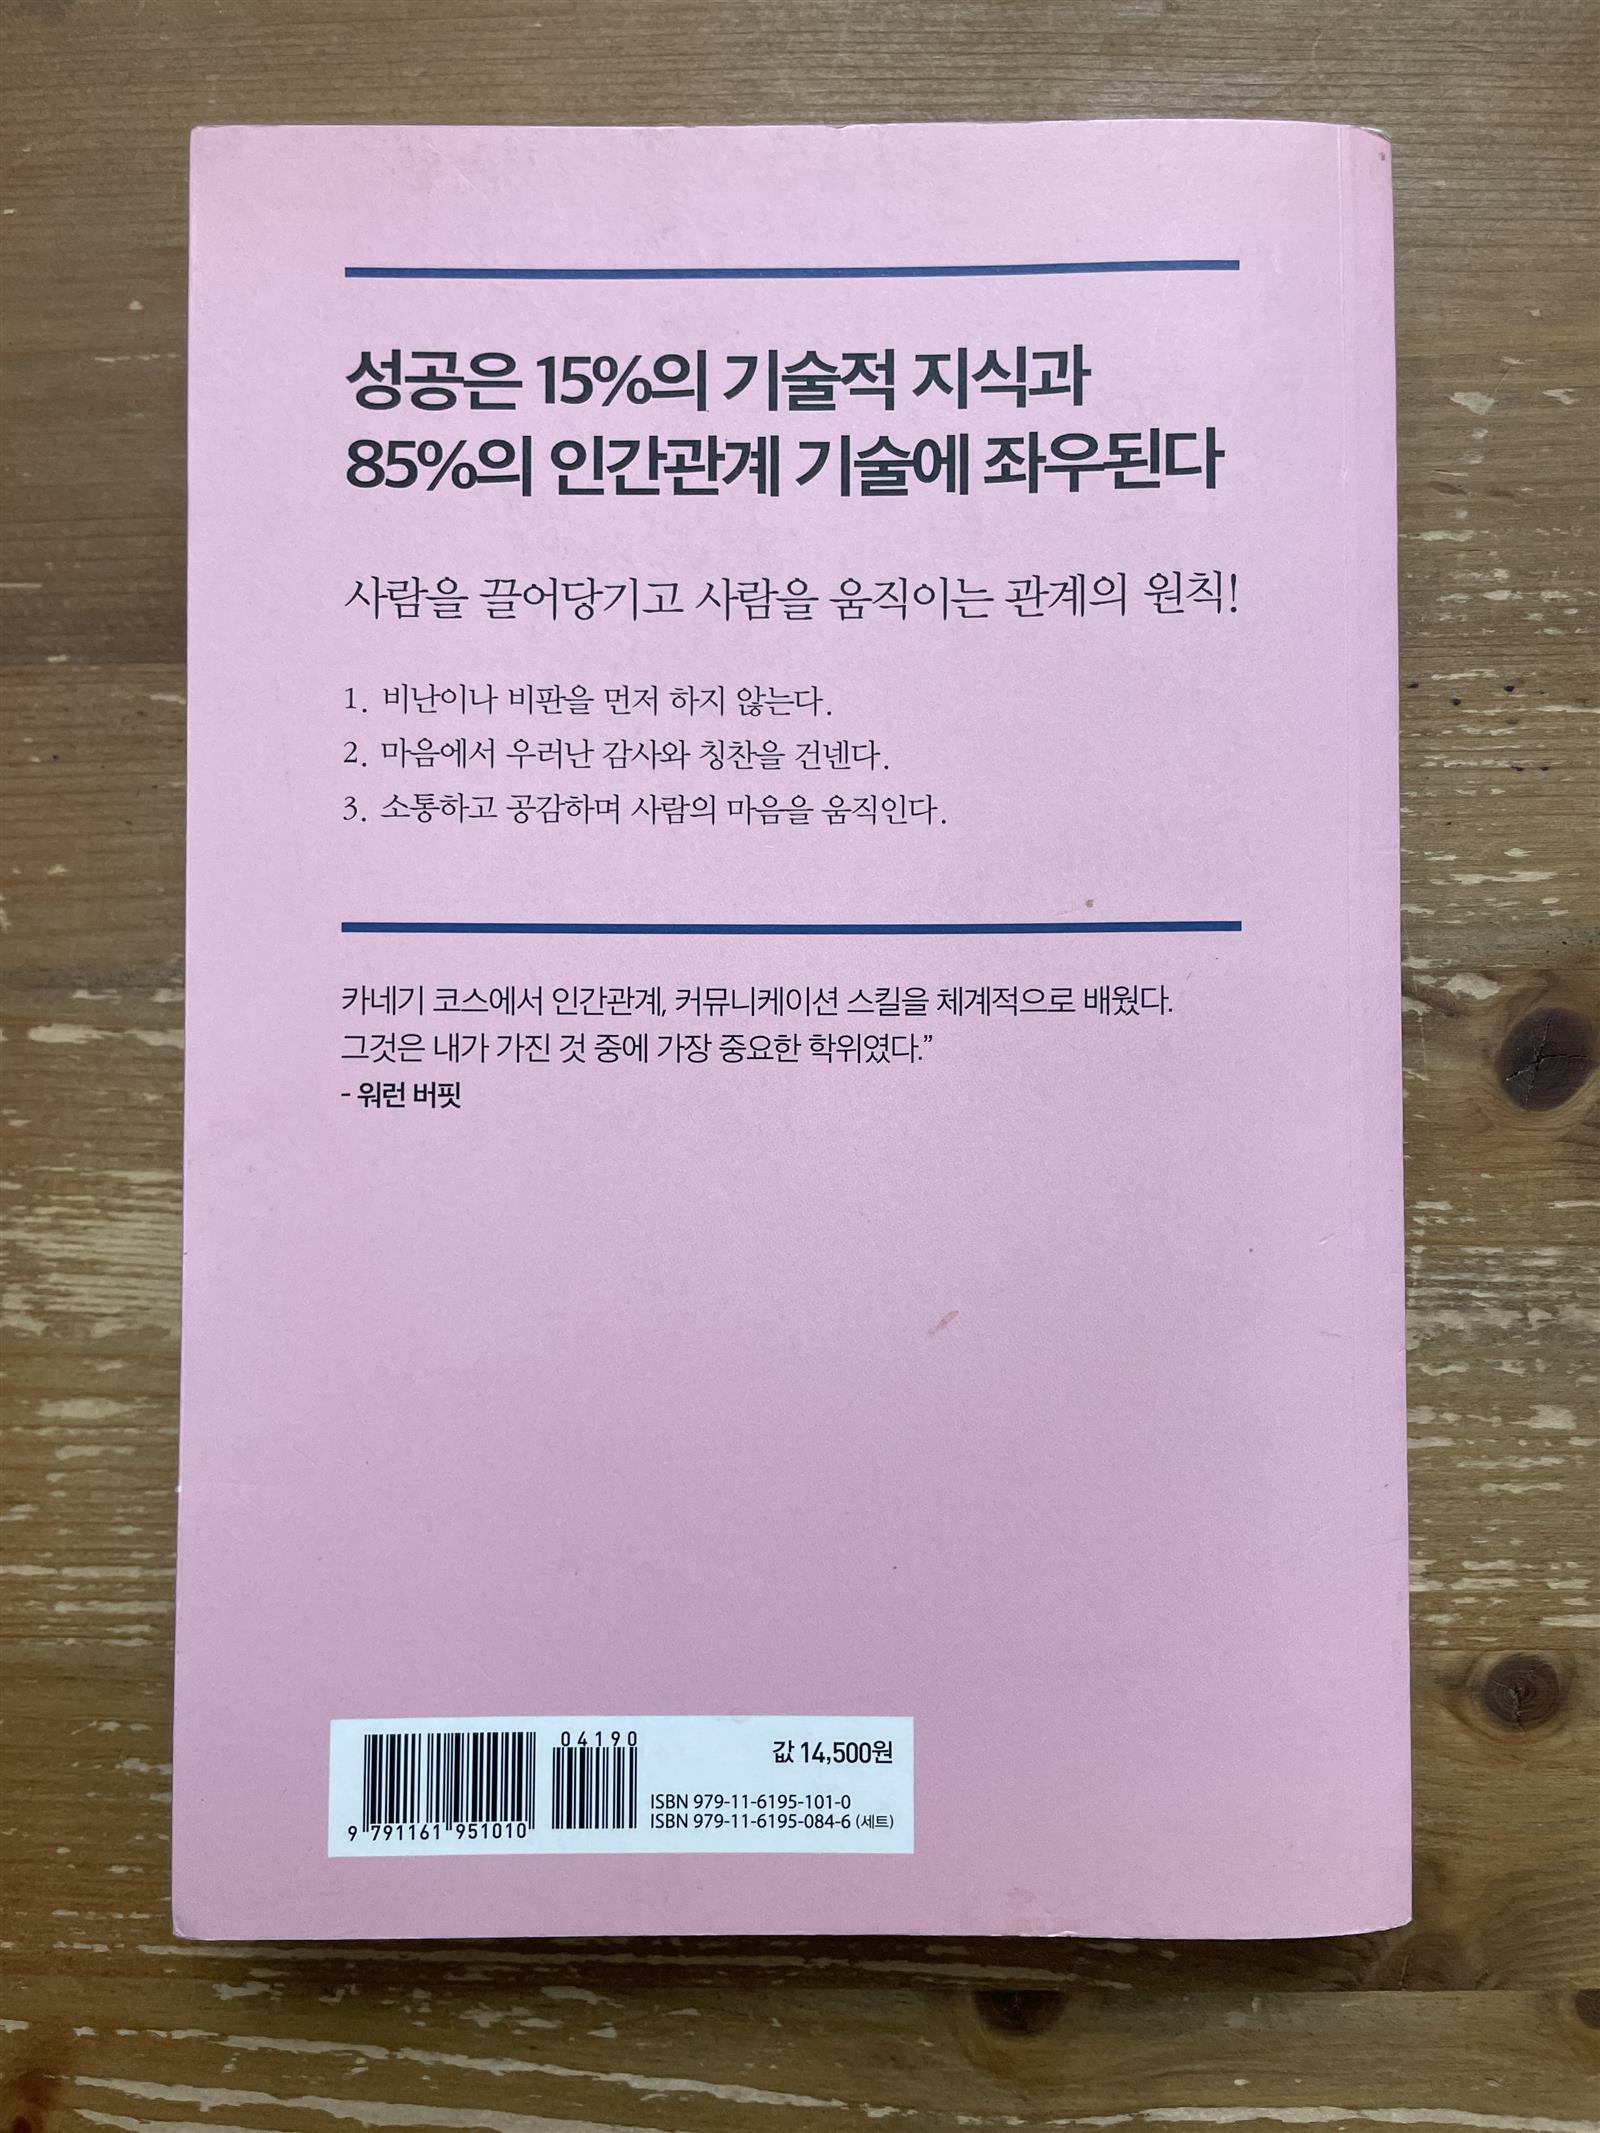 성공은 15%의 기술적 지식과
85%의 인간관계 기술에 좌우된다
사람을 끌어당기고 사람을 움직이는 관계의 원칙!
1. 비난이나 비판을 먼저 하지 않는다.
2. 마음에서 우러난 감사와 칭찬을 건넨다.
3. 소통하고 공감하며 사람의 마음을 움직인다.
카네기 코스에서 인간관계, 커뮤니케이션 스킬을 체계적으로 배웠다.
그것은 내가 가진 것 중에 가장 중요한 학위였다.”
- 워런 버핏
04190
값 14,500원
ISBN 979-11-6195-101-0
ISBN 979-11-6195-084-6 (세트)
9 791161 951010